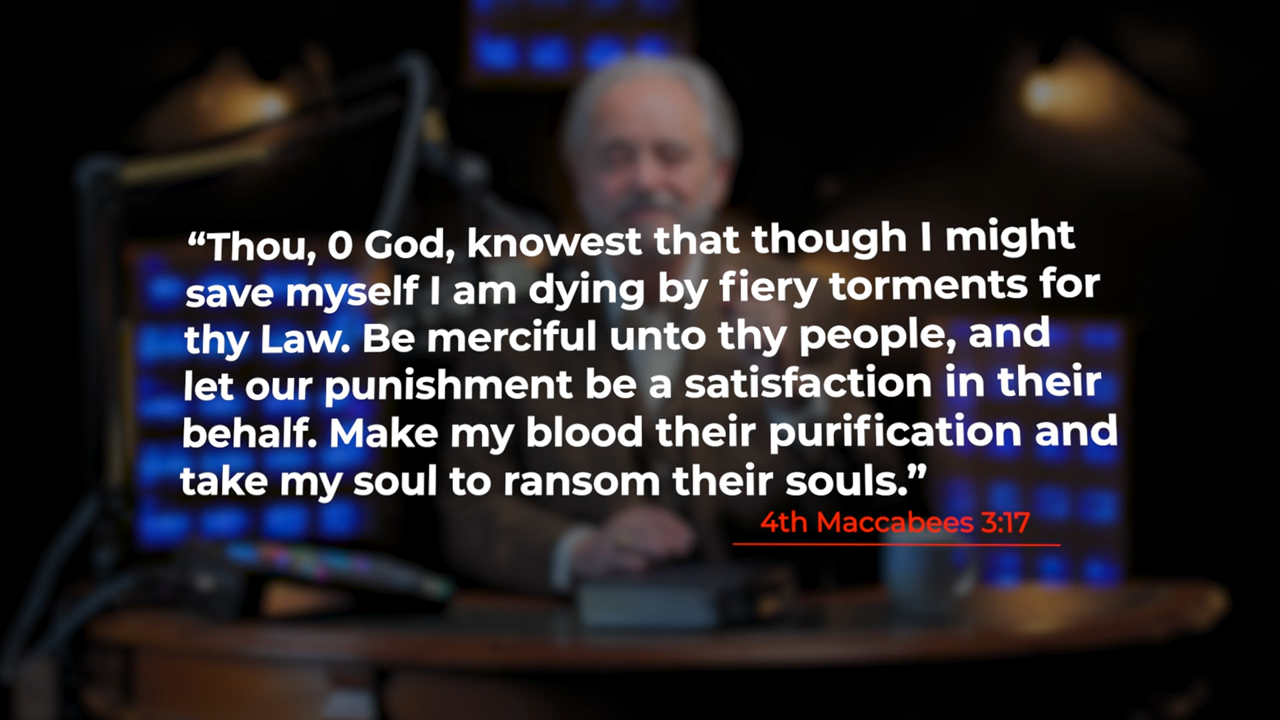 “Thou, 0 God, knowest that though I might
save myself I am dying by fiery torments for
thy Law. Be merciful unto thy people, and
let our punishment be a satisfaction in their
behalf. Make my blood their purification and
take my soul to ransom their souls.”
4th Maccabees 3:17